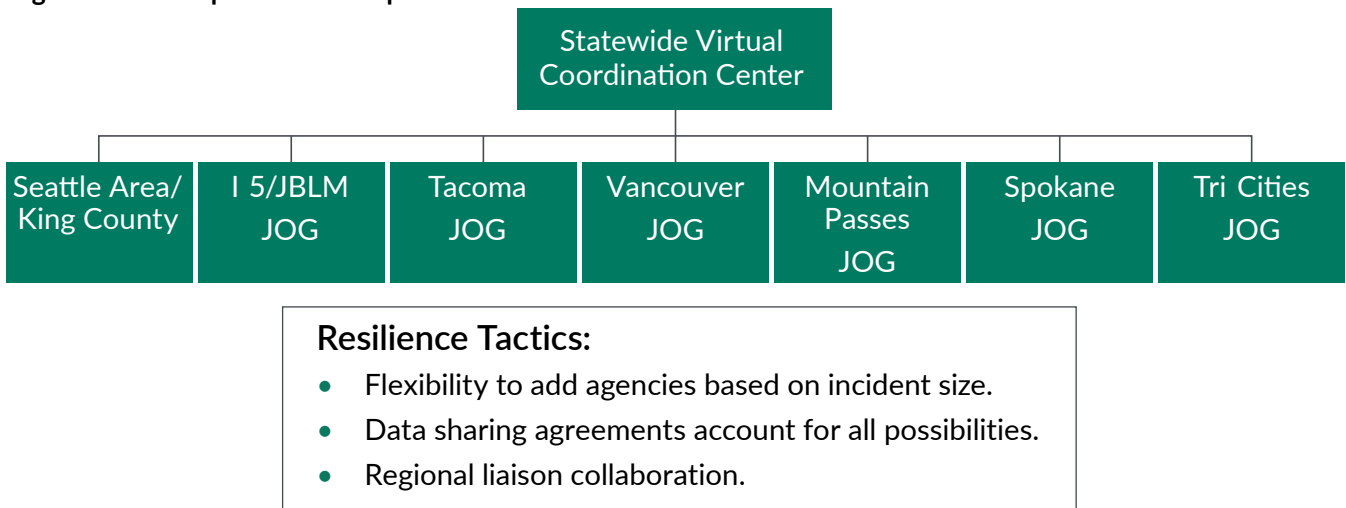 Statewide Virtual
Coordination Center
Seattle Area/
King County
I 5/JBLM
JOG
Tacoma
JOG
Vancouver
JOG
Mountain
Passes
JOG
Spokane
JOG
Tri Cities
JOG
Resilience Tactics:
• Flexibility to add agencies based on incident size.
• Data sharing agreements account for all possibilities.
• Regional liaison collaboration.